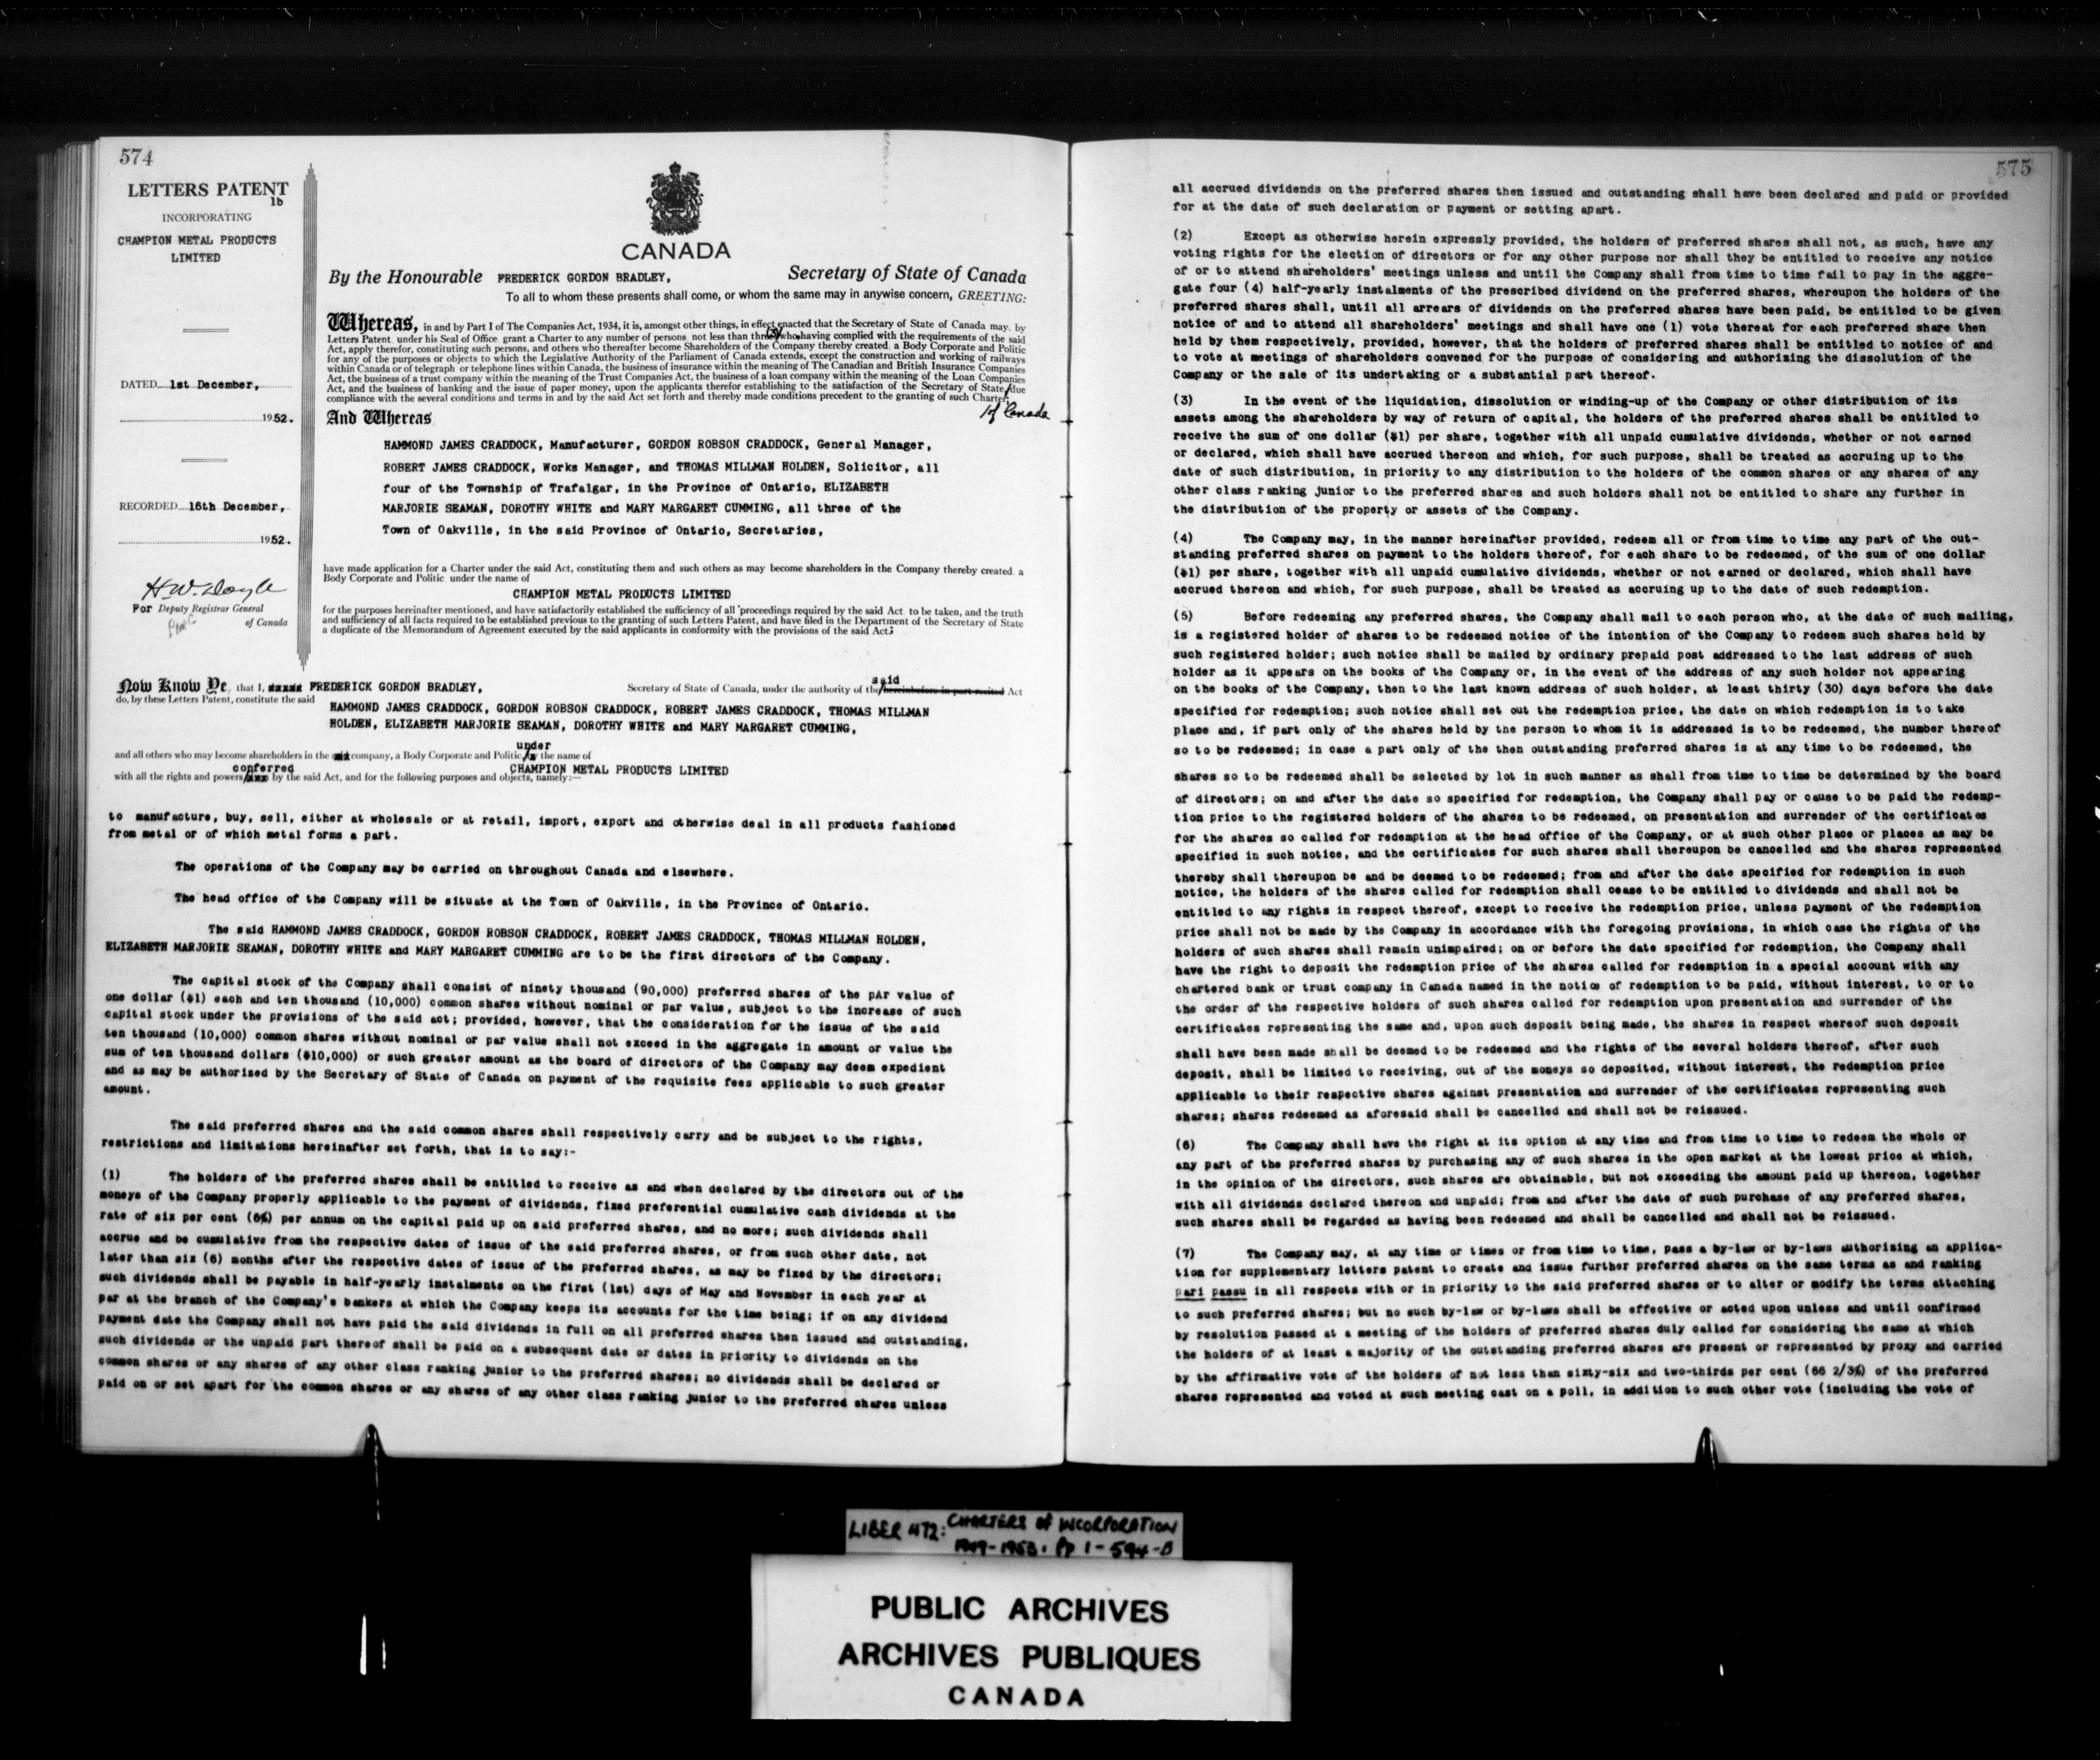 574
LETTERS PATENT
1b
INCORPORATING
CHAMPION METAL PRODUCTS
LIMITED
DATED....1st December,
1952.
RECORDED....16th December,
1952.
H.W. Doyle
For Deputy Registrar General
of Canada
CANADA
By the Honourable FREDERICK GORDON BRADLEY, Secretary of State of Canada
To all to whom these presents shall come, or whom the same may in anywise concern, GREETING:
Whereas, in and by Part I of The Companies Act, 1934, it is, amongst other things, in effect enacted that the Secretary of State of Canada may, by
Letters Patent under his Seal of Office, grant a Charter to any number of persons, not less than three (3) who, having complied with the requirements of the said
Act, apply therefor, constituting such persons, and others who thereafter become Shareholders of the Company thereby created, a Body Corporate and Politic
for any of the purposes or objects to which the Legislative Authority of the Parliament of Canada extends, except the construction and working of railways
within Canada or of telegraph or telephone lines within Canada, the business of insurance within the meaning of The Canadian and British Insurance Companies
Act, the business of a trust company within the meaning of the Trust Companies Act, the business of a loan company within the meaning of the Loan Companies
Act, and the business of banking and the issue of paper money, upon the applicants therefor establishing to the satisfaction of the Secretary of State/due
compliance with the several conditions and terms in and by the said Act set forth and thereby made conditions precedent to the granting of such Charter;
/of Canada
And Whereas
HAMMOND JAMES CRADDOCK, Manufacturer, GORDON ROBSON CRADDOCK, General Manager,
ROBERT JAMES CRADDOCK, Works Manager, and THOMAS MILLMAN HOLDEN, Solicitor, all
four of the Township of Trafalgar, in the Province of Ontario, ELIZABETH
MARJORIE SEAMAN, DOROTHY WHITE and MARY MARGARET CUMMING, all three of the
Town of Oakville, in the said Province of Ontario, Secretaries,
have made application for a Charter under the said Act, constituting them and such others as may become shareholders in the Company thereby created, a
Body Corporate and Politic under the name of
CHAMPION METAL PRODUCTS LIMITED
for the purposes hereinafter mentioned, and have satisfactorily established the sufficiency of all proceedings required by the said Act to be taken, and the truth
and sufficiency of all facts required to be established previous to the granting of such Letters Patent, and have filed in the Department of the Secretary of State
a duplicate of the Memorandum of Agreement executed by the said applicants in conformity with the provisions of the said Act;
Now Know Ye, that I, FREDERICK GORDON BRADLEY, Secretary of State of Canada, under the authority of the/hereinbefore in part recited Act
said
do, by these Letters Patent, constitute the said
HAMMOND JAMES CRADDOCK, GORDON ROBSON CRADDOCK, ROBERT JAMES CRADDOCK, THOMAS MILLMAN
HOLDEN, ELIZABETH MARJORIE SEAMAN, DOROTHY WHITE and MARY MARGARET CUMMING,
under
and all others who may become shareholders in the company, a Body Corporate and Politic, the name of
conferred CHAMPION METAL PRODUCTS LIMITED
with all the rights and powers by the said Act, and for the following purposes and objects, namely:—
to manufacture, buy, sell, either at wholesale or at retail, import, export and otherwise deal in all products fashioned
from metal or of which metal forms a part.
The operations of the Company may be carried on throughout Canada and elsewhere.
The head office of the Company will be situate at the Town of Oakville, in the Province of Ontario.
The said HAMMOND JAMES CRADDOCK, GORDON ROBSON CRADDOCK, ROBERT JAMES CRADDOCK, THOMAS MILLMAN HOLDEN,
ELIZABETH MARJORIE SEAMAN, DOROTHY WHITE and MARY MARGARET CUMMING are to be the first directors of the Company.
The capital stock of the Company shall consist of ninety thousand (90,000) preferred shares of the pAr value of
one dollar ($1) each and ten thousand (10,000) common shares without nominal or par value, subject to the increase of such
capital stock under the provisions of the said act; provided, however, that the consideration for the issue of the said
ten thousand (10,000) common shares without nominal or par value shall not exceed in the aggregate in amount or value the
sum of ten thousand dollars ($10,000) or such greater amount as the board of directors of the Company may deem expedient
and as may be authorized by the Secretary of State of Canada on payment of the requisite fees applicable to such greater
amount.
The said preferred shares and the said common shares shall respectively carry and be subject to the rights,
restrictions and limitations hereinafter set forth, that is to say:-
(1) The holders of the preferred shares shall be entitled to receive as and when declared by the directors out of the
moneys of the Company properly applicable to the payment of dividends, fixed preferential cumulative cash dividends at the
rate of six per cent (6%) per annum on the capital paid up on said preferred shares, and no more; such dividends shall
accrue and be cumulative from the respective dates of issue of the said preferred shares, or from such other date, not
later than six (6) months after the respective dates of issue of the preferred shares, as may be fixed by the directors;
such dividends shall be payable in half-yearly instalments on the first (1st) days of May and November in each year at
par at the branch of the Company's bankers at which the Company keeps its accounts for the time being; if on any dividend
payment date the Company shall not have paid the said dividends in full on all preferred shares then issued and outstanding,
such dividends or the unpaid part thereof shall be paid on a subsequent date or dates in priority to dividends on the
common shares or any shares of any other class ranking junior to the preferred shares; no dividends shall be declared or
paid on or set apart for the common shares or any shares of any other class ranking junior to the preferred shares unless
575
all accrued dividends on the preferred shares then issued and outstanding shall have been declared and paid or provided
for at the date of such declaration or payment or setting apart.
(2) Except as otherwise herein expressly provided, the holders of preferred shares shall not, as such, have any
voting rights for the election of directors or for any other purpose nor shall they be entitled to receive any notice
of or to attend shareholders' meetings unless and until the Company shall from time to time fail to pay in the aggre-
gate four (4) half-yearly instalments of the prescribed dividend on the preferred shares, whereupon the holders of the
preferred shares shall, until all arrears of dividends on the preferred shares have been paid, be entitled to be given
notice of and to attend all shareholders' meetings and shall have one (1) vote thereat for each preferred share then
held by them respectively, provided, however, that the holders of preferred shares shall be entitled to notice of and
to vote at meetings of shareholders convened for the purpose of considering and authorizing the dissolution of the
Company or the sale of its undertaking or a substantial part thereof.
(3) In the event of the liquidation, dissolution or winding-up of the Company or other distribution of its
assets among the shareholders by way of return of capital, the holders of the preferred shares shall be entitled to
receive the sum of one dollar ($1) per share, together with all unpaid cumulative dividends, whether or not earned
or declared, which shall have accrued thereon and which, for such purpose, shall be treated as accruing up to the
date of such distribution, in priority to any distribution to the holders of the common shares or any shares of any
other class ranking junior to the preferred shares and such holders shall not be entitled to share any further in
the distribution of the property or assets of the Company.
(4) The Company may, in the manner hereinafter provided, redeem all or from time to time any part of the out-
standing preferred shares on payment to the holders thereof, for each share to be redeemed, of the sum of one dollar
($1) per share, together with all unpaid cumulative dividends, whether or not earned or declared, which shall have
accrued thereon and which, for such purpose, shall be treated as accruing up to the date of such redemption.
(5) Before redeeming any preferred shares, the Company shall mail to each person who, at the date of such mailing,
is a registered holder of shares to be redeemed notice of the intention of the Company to redeem such shares held by
such registered holder; such notice shall be mailed by ordinary prepaid post addressed to the last address of such
holder as it appears on the books of the Company or, in the event of the address of any such holder not appearing
on the books of the Company, then to the last known address of such holder, at least thirty (30) days before the date
specified for redemption; such notice shall set out the redemption price, the date on which redemption is to take
place and, if part only of the shares held by the person to whom it is addressed is to be redeemed, the number thereof
so to be redeemed; in case a part only of the then outstanding preferred shares is at any time to be redeemed, the
shares so to be redeemed shall be selected by lot in such manner as shall from time to time be determined by the board
of directors; on and after the date so specified for redemption, the Company shall pay or cause to be paid the redemp-
tion price to the registered holders of the shares to be redeemed, on presentation and surrender of the certificates
for the shares so called for redemption at the head office of the Company, or at such other place or places as may be
specified in such notice, and the certificates for such shares shall thereupon be cancelled and the shares represented
thereby shall thereupon be and be deemed to be redeemed; from and after the date specified for redemption in such
notice, the holders of the shares called for redemption shall cease to be entitled to dividends and shall not be
entitled to any rights in respect thereof, except to receive the redemption price, unless payment of the redemption
price shall not be made by the Company in accordance with the foregoing provisions, in which case the rights of the
holders of such shares shall remain unimpaired; on or before the date specified for redemption, the Company shall
have the right to deposit the redemption price of the shares called for redemption in a special account with any
chartered bank or trust company in Canada named in the notice of redemption to be paid, without interest, to or to
the order of the respective holders of such shares called for redemption upon presentation and surrender of the
certificates representing the same and, upon such deposit being made, the shares in respect whereof such deposit
shall have been made shall be deemed to be redeemed and the rights of the several holders thereof, after such
deposit, shall be limited to receiving, out of the moneys so deposited, without interest, the redemption price
applicable to their respective shares against presentation and surrender of the certificates representing such
shares; shares redeemed as aforesaid shall be cancelled and shall not be reissued.
(6) The Company shall have the right at its option at any time and from time to time to redeem the whole or
any part of the preferred shares by purchasing any of such shares in the open market at the lowest price at which,
in the opinion of the directors, such shares are obtainable, but not exceeding the amount paid up thereon, together
with all dividends declared thereon and unpaid; from and after the date of such purchase of any preferred shares,
such shares shall be regarded as having been redeemed and shall be cancelled and shall not be reissued.
(7) The Company may, at any time or times or from time to time, pass a by-law or by-laws authorizing an applica-
tion for supplementary letters patent to create and issue further preferred shares on the same terms as and ranking
pari passu in all respects with or in priority to the said preferred shares or to alter or modify the terms attaching
to such preferred shares; but no such by-law or by-laws shall be effective or acted upon unless and until confirmed
by resolution passed at a meeting of the holders of preferred shares duly called for considering the same at which
the holders of at least a majority of the outstanding preferred shares are present or represented by proxy and carried
by the affirmative vote of the holders of not less than sixty-six and two-thirds per cent (66 2/3%) of the preferred
shares represented and voted at such meeting cast on a poll, in addition to such other vote (including the vote of
LIBER 472: CHARTERS OF INCORPORATION
1949-1953. Pp 1-594-B
PUBLIC ARCHIVES
ARCHIVES PUBLIQUES
CANADA